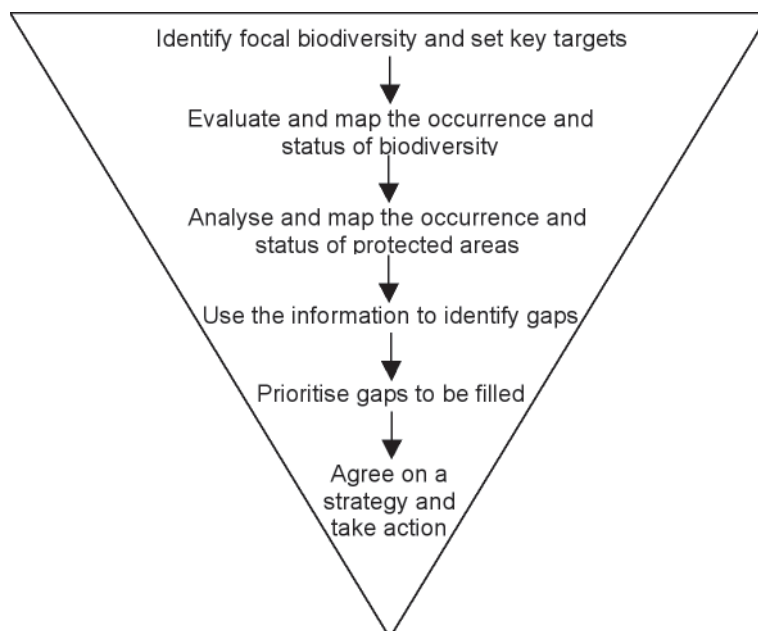 Identify focal biodiversity and set key targets
Evaluate and map the occurrence and
status of biodiversity
Analyse and map the occurrence and
status of protected areas
Use the information to identify gaps
Prioritise gaps to be filled
Agree on a
strategy and
take action